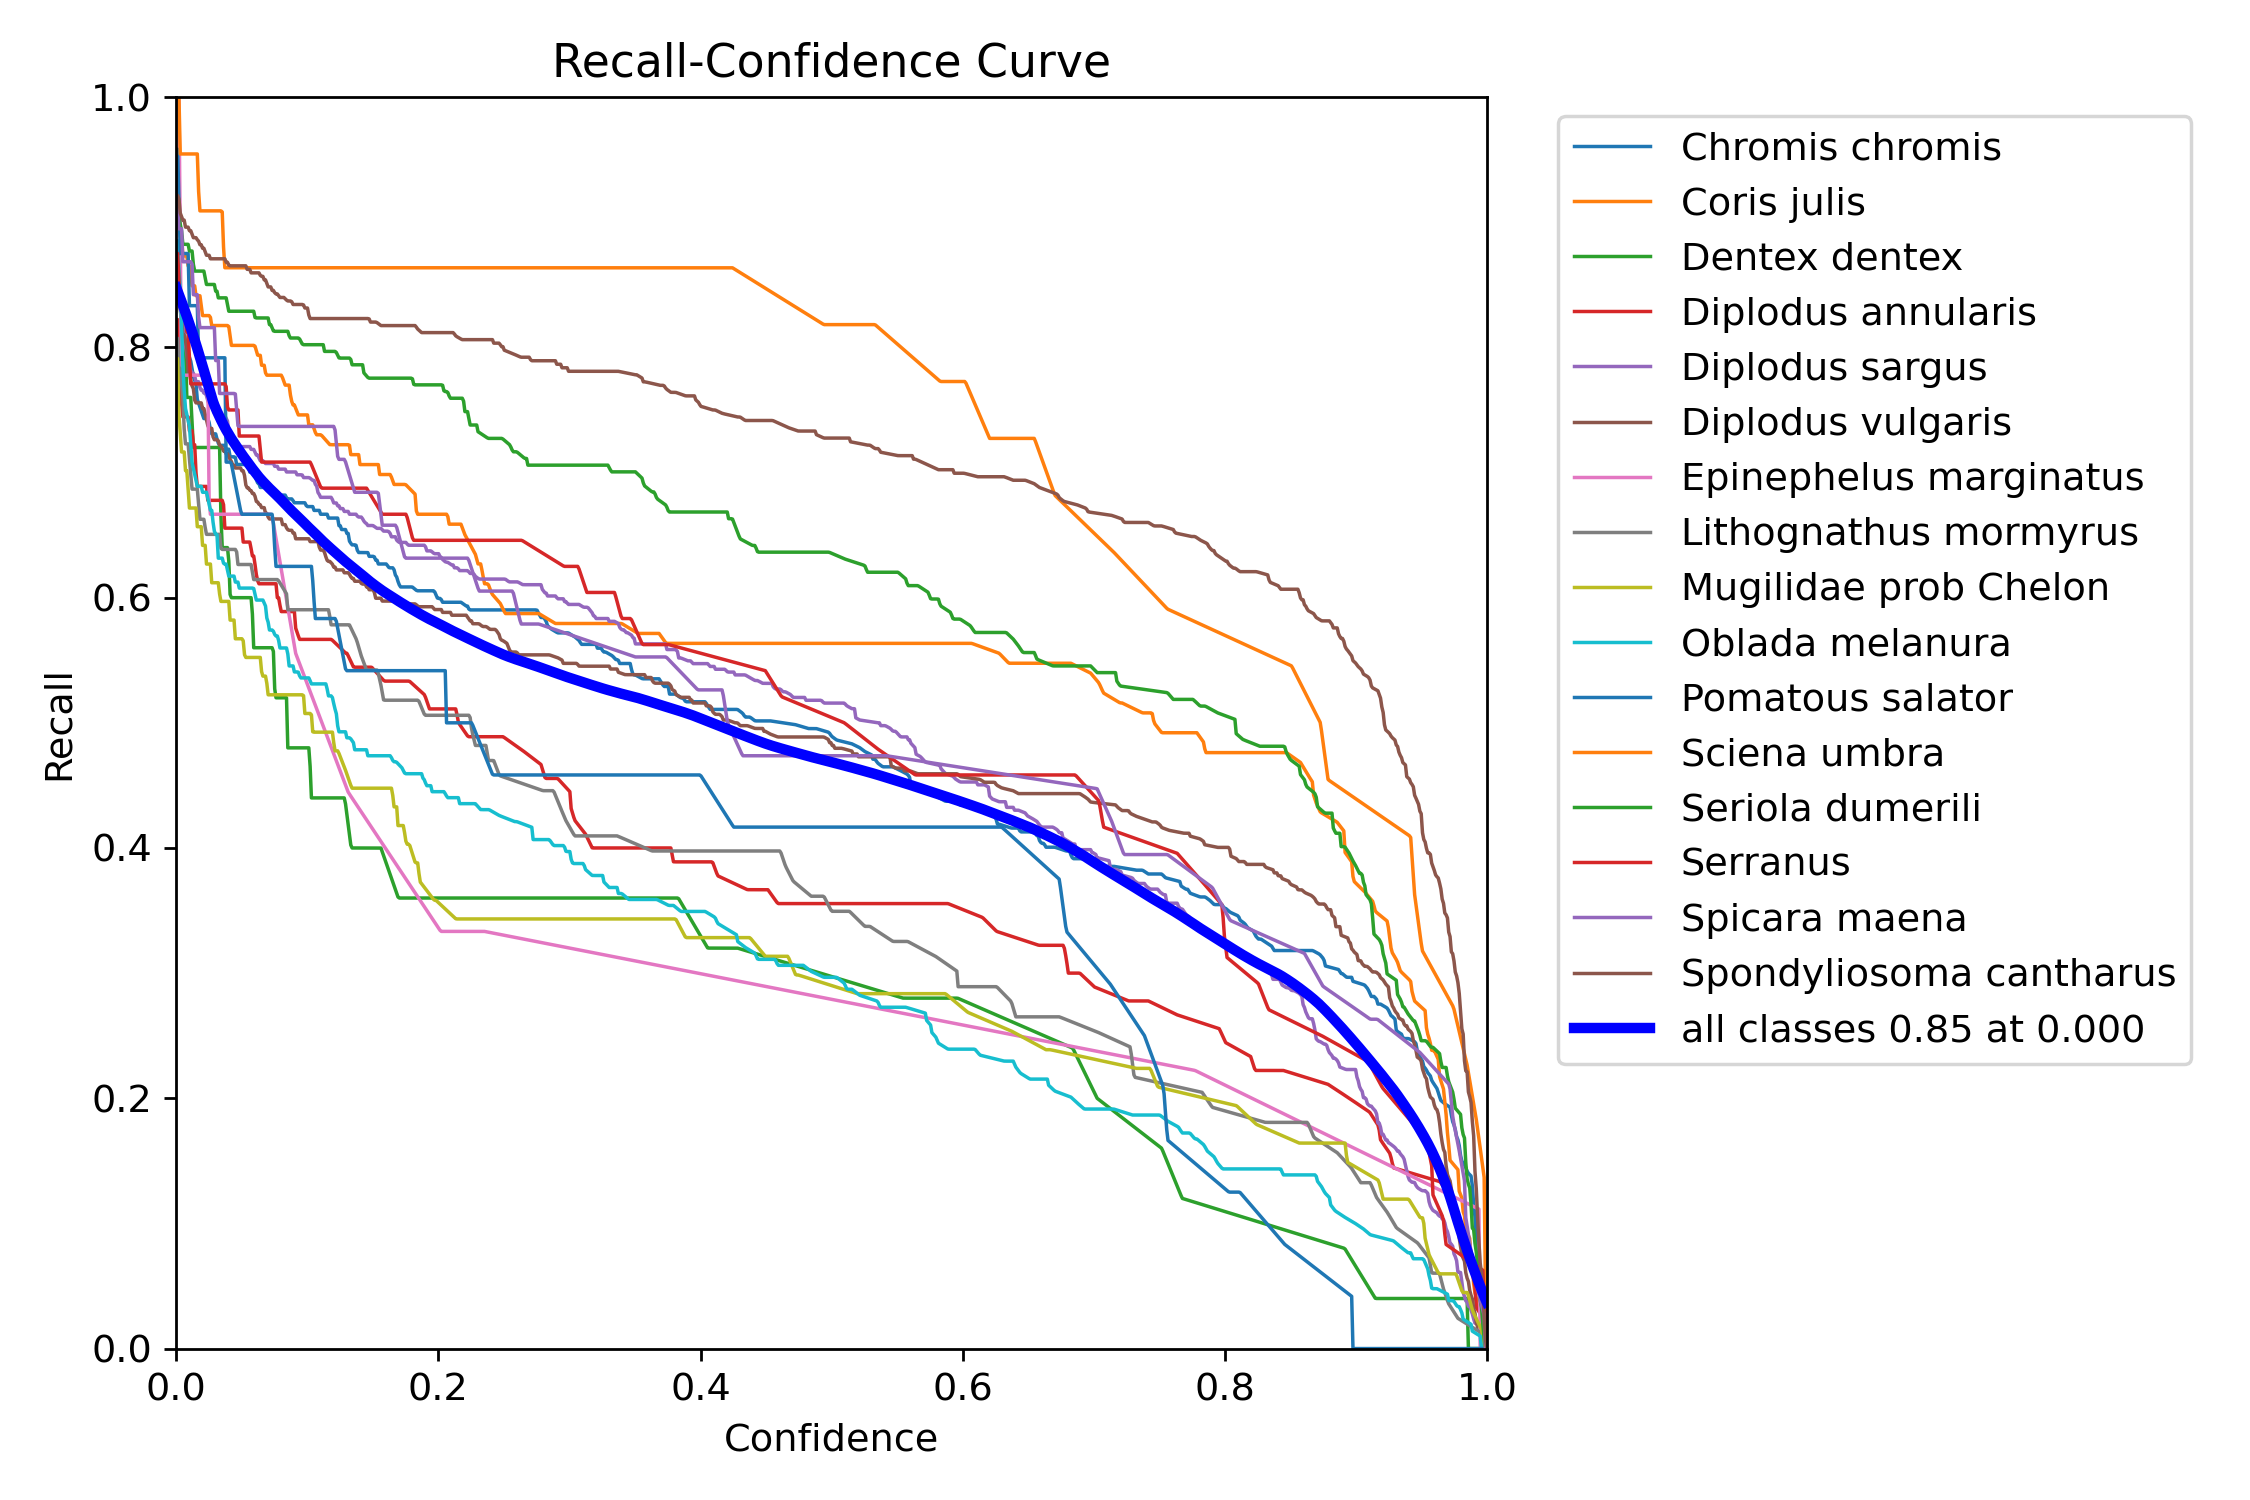 Recall-Confidence Curve
1.0
0.8
0.6
0.4
0.2
0.0
Recall
0.0 0.2 0.4 0.6 0.8 1.0
Confidence
Chromis chromis
Coris julis
Dentex dentex
Diplodus annularis
Diplodus sargus
Diplodus vulgaris
Epinephelus marginatus
Lithognathus mormyrus
Mugilidae prob Chelon
Oblada melanura
Pomatous salator
Sciena umbra
Seriola dumerili
Serranus
Spicara maena
Spondyliosoma cantharus
all classes 0.85 at 0.000